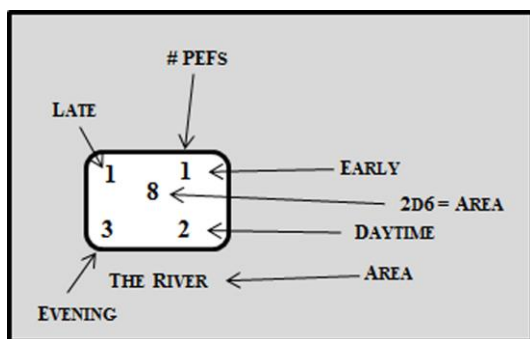 # PEFS
LATE
1 1 EARLY
8 2D6 = AREA
3 2 DAYTIME
THE RIVER AREA
EVENING